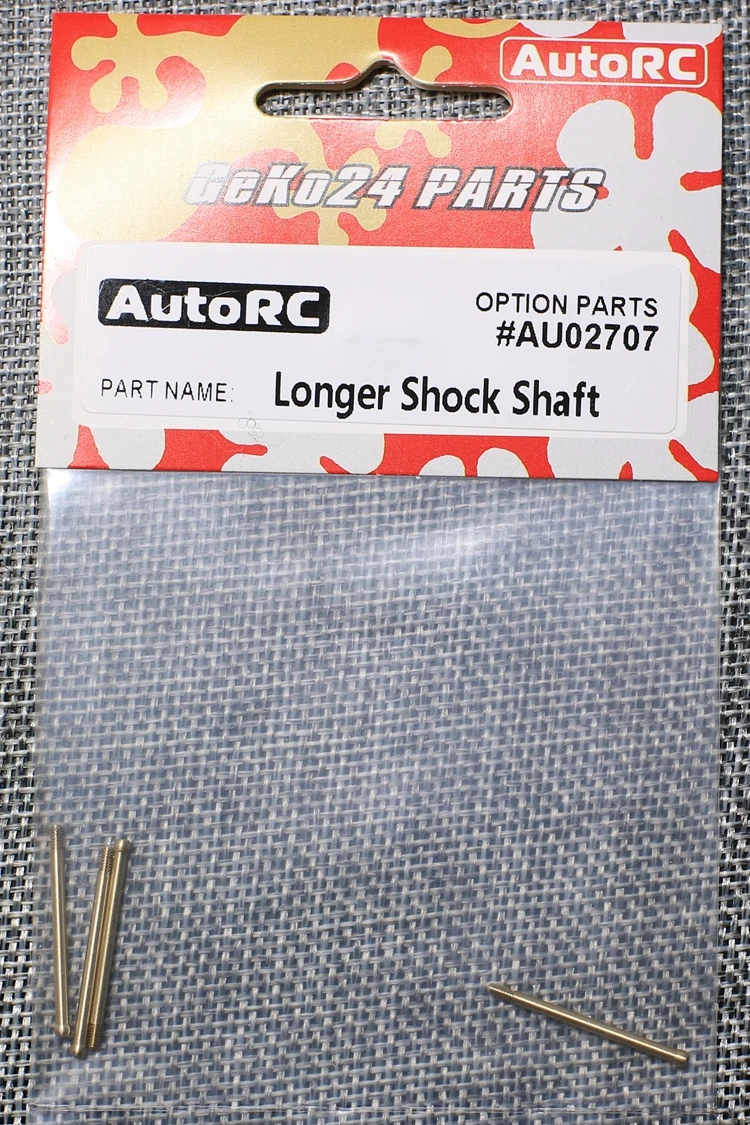 AutoRC
GeKo24 PARTS
AutoRC
OPTION PARTS
#AU02707
PART NAME:
Longer Shock Shaft